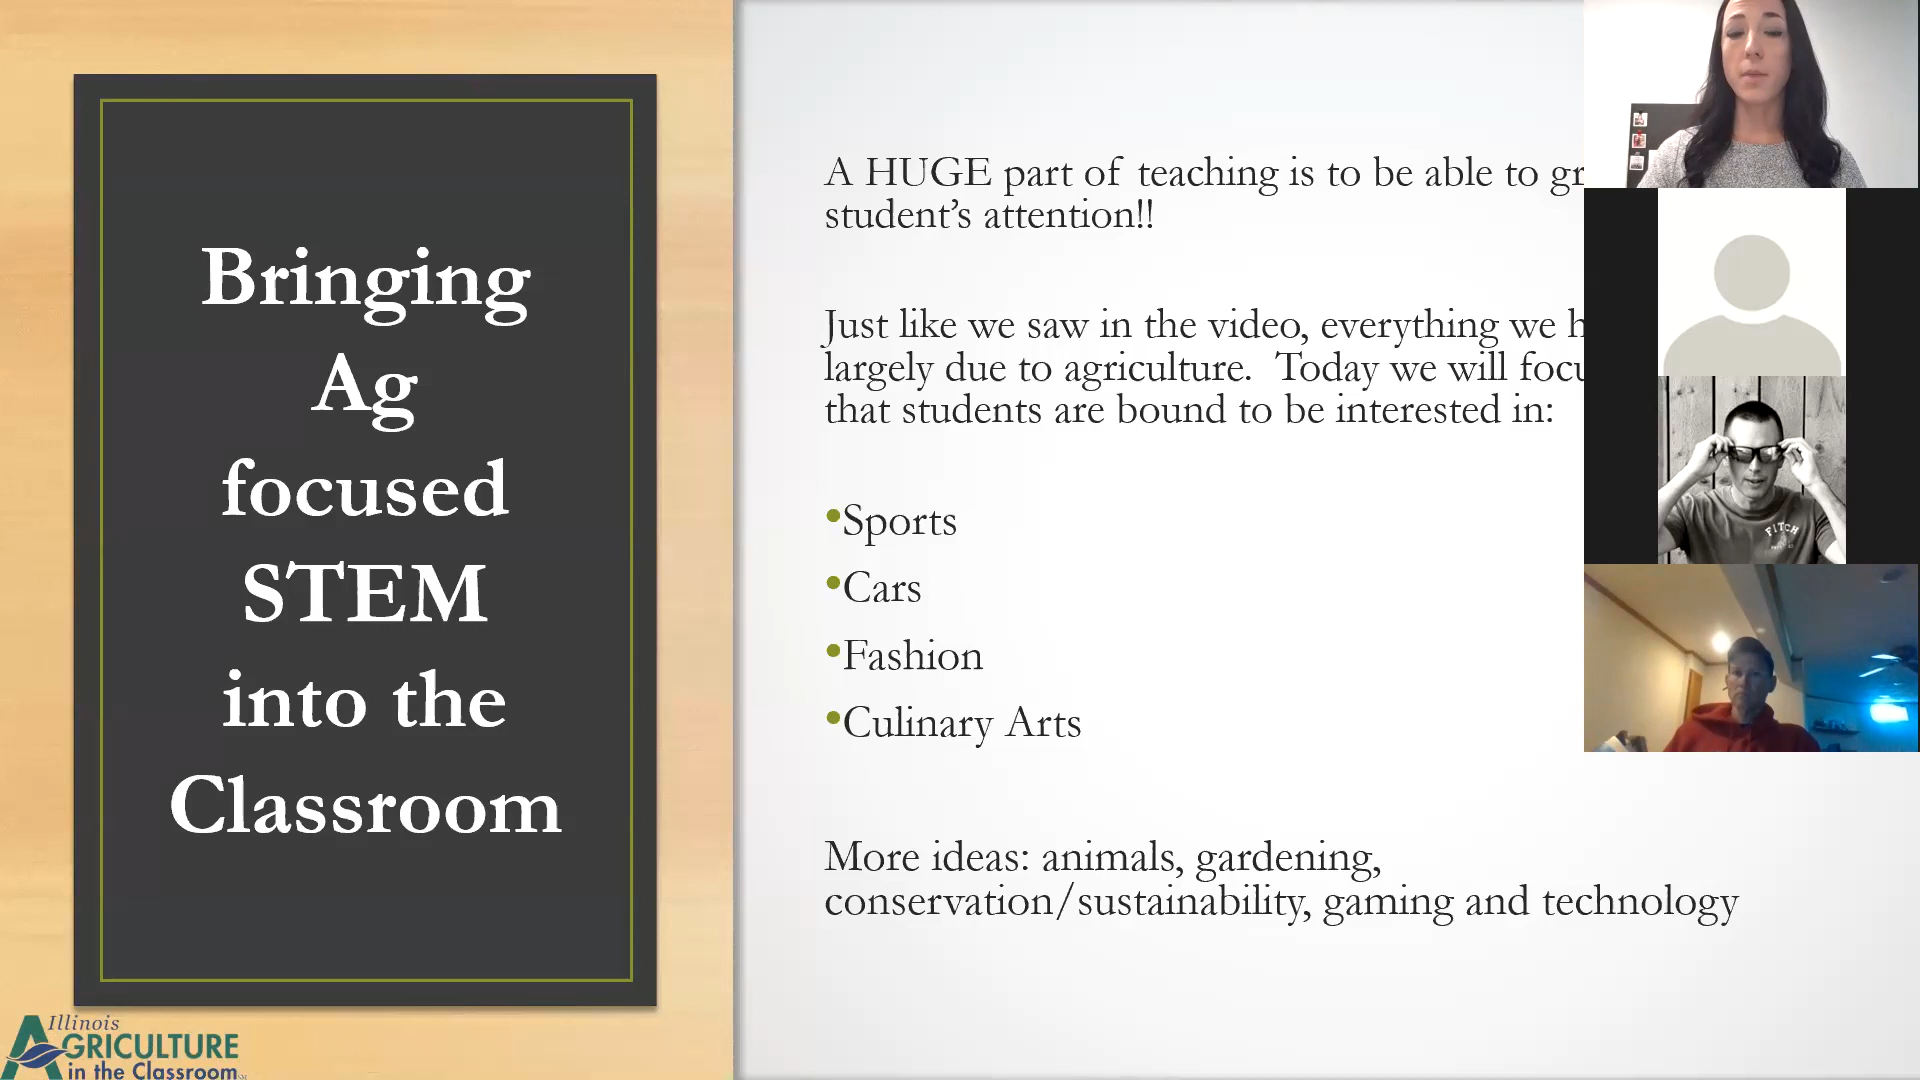 Bringing
Ag
focused
STEM
into the
Classroom
A HUGE part of teaching is to be able to
student’s attention!!
Just like we saw in the video, everything we
largely due to agriculture.  Today we will
that students are bound to be interested in:
•Sports
•Cars
•Fashion
•Culinary Arts
More ideas: animals, gardening,
conservation/sustainability, gaming and technology
FITCH
Illinois
AGRICULTURE
in the Classroom